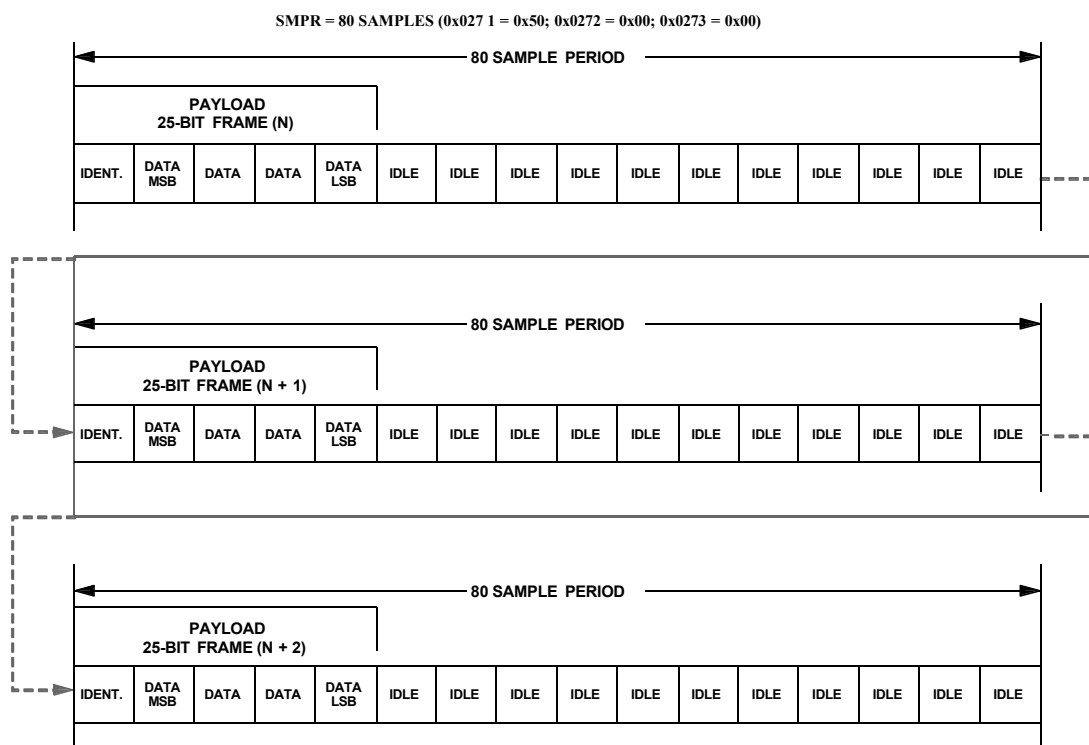 SMPR = 80 SAMPLES (0x027 1 = 0x50; 0x0272 = 0x00; 0x0273 = 0x00)
80 SAMPLE PERIOD
PAYLOAD
25-BIT FRAME (N)
IDENT. DATA MSB DATA DATA DATA LSB IDLE IDLE IDLE IDLE IDLE IDLE IDLE IDLE IDLE IDLE IDLE
80 SAMPLE PERIOD
PAYLOAD
25-BIT FRAME (N + 1)
IDENT. DATA MSB DATA DATA DATA LSB IDLE IDLE IDLE IDLE IDLE IDLE IDLE IDLE IDLE IDLE IDLE
80 SAMPLE PERIOD
PAYLOAD
25-BIT FRAME (N + 2)
IDENT. DATA MSB DATA DATA DATA LSB IDLE IDLE IDLE IDLE IDLE IDLE IDLE IDLE IDLE IDLE IDLE